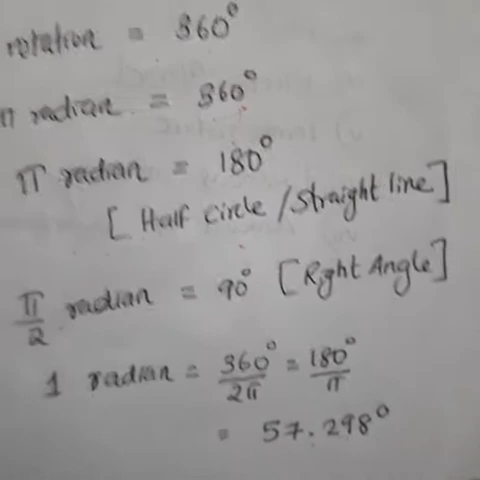 rotation = 360°
π radian = 360°
π radian = 180°
[Half circle / Straight line]
π/2 radian = 90° [Right Angle]
1 radian = 360°/2π = 180°/π
= 57.298°